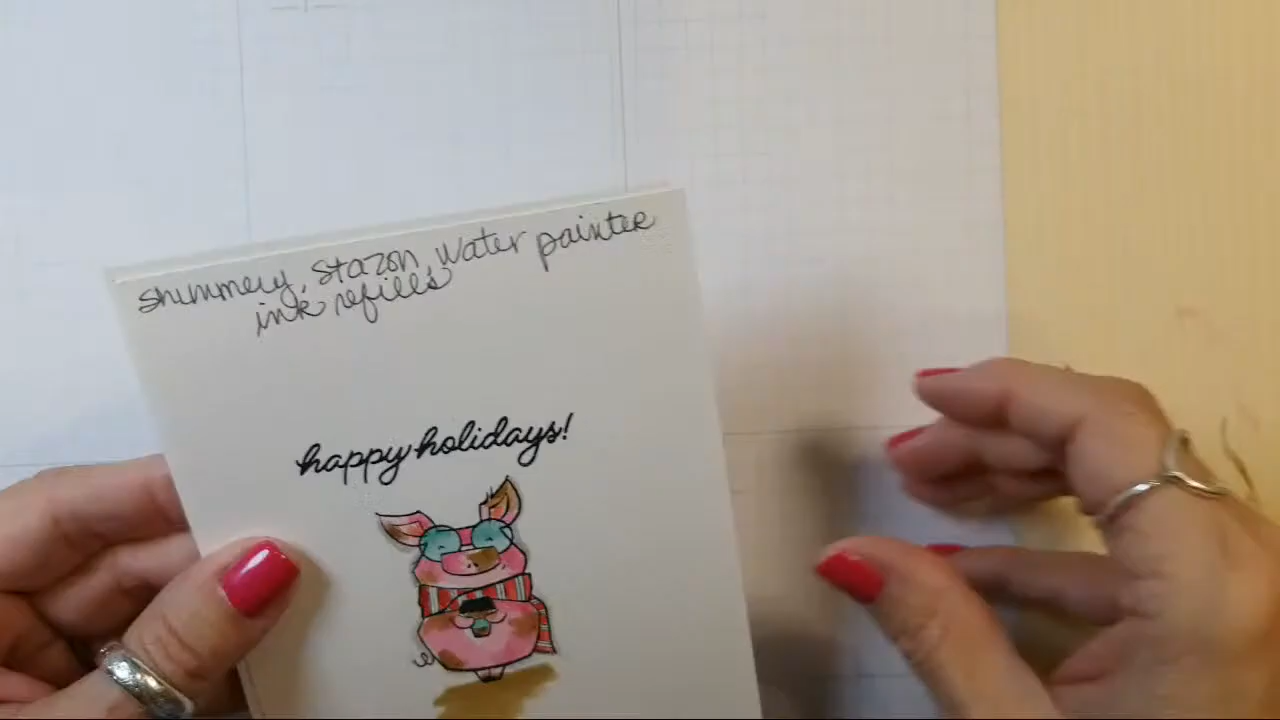 shimmery, stazon, water painter
ink refills
happy holidays!